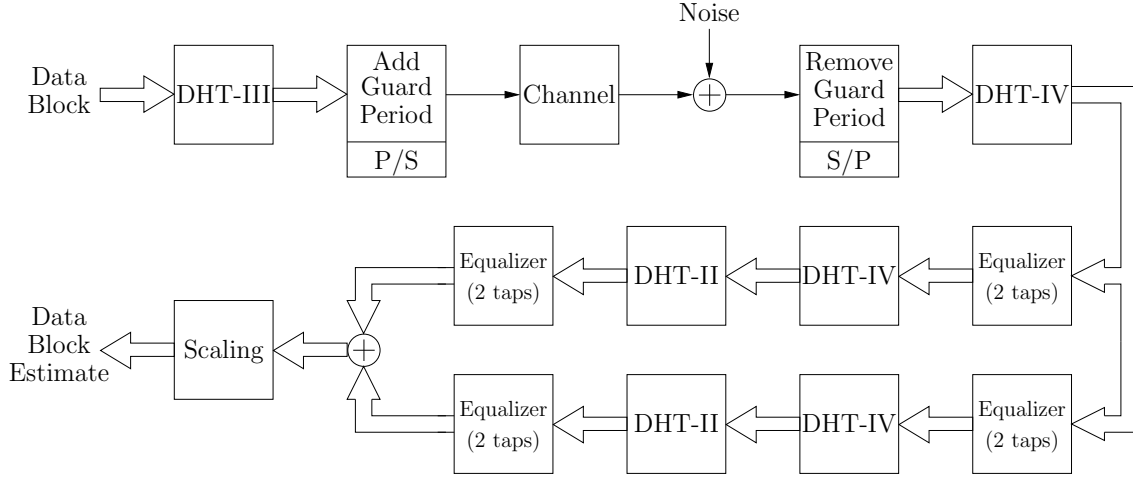 Noise
Data
Block
DHT-III
Add
Guard
Period
P/S
Channel
Remove
Guard
Period
S/P
DHT-IV
Equalizer
(2 taps)
DHT-II
DHT-IV
Equalizer
(2 taps)
Data
Block
Estimate
Scaling
Equalizer
(2 taps)
DHT-II
DHT-IV
Equalizer
(2 taps)